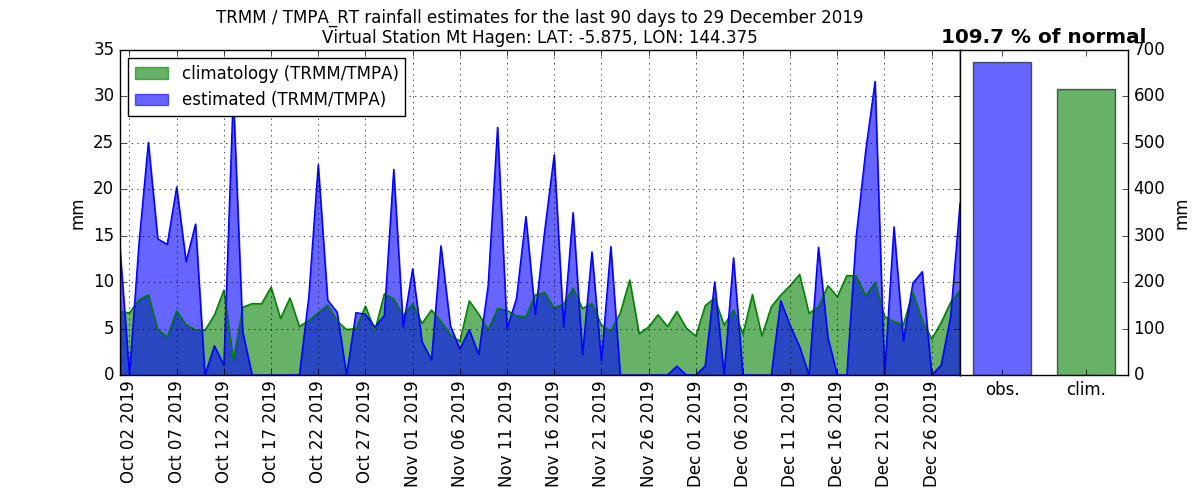 TRMM / TMPA_RT rainfall estimates for the last 90 days to 29 December 2019
Virtual Station Mt Hagen: LAT: -5.875, LON: 144.375
109.7 % of normal
climatology (TRMM/TMPA)
estimated (TRMM/TMPA)
35
30
25
20
15
10
5
0
mm
Oct 02 2019
Oct 07 2019
Oct 12 2019
Oct 17 2019
Oct 22 2019
Oct 27 2019
Nov 01 2019
Nov 06 2019
Nov 11 2019
Nov 16 2019
Nov 21 2019
Nov 26 2019
Dec 01 2019
Dec 06 2019
Dec 11 2019
Dec 16 2019
Dec 21 2019
Dec 26 2019
obs.
clim.
700
600
500
400
300
200
100
0
mm